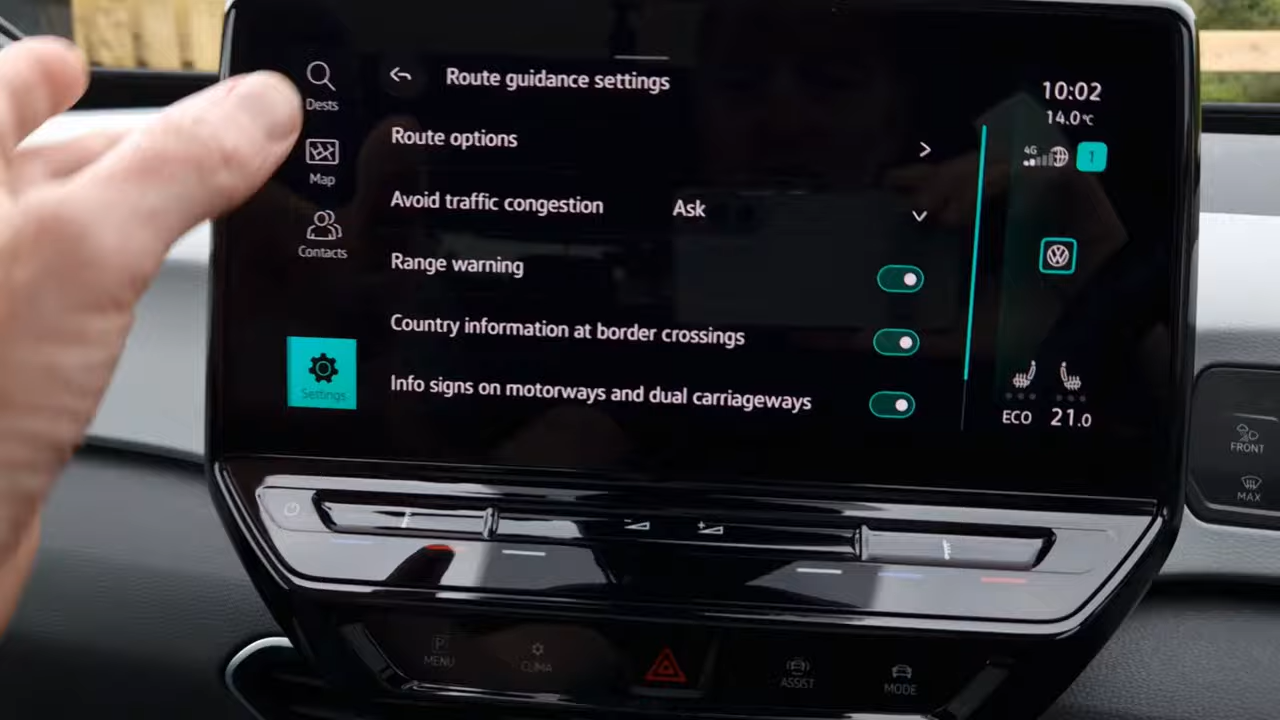 Dests
Map
Contacts
Settings
Route guidance settings
Route options
Avoid traffic congestion Ask
Range warning
Country information at border crossings
Info signs on motorways and dual carriageways
10:02
14.0°C
4G
1
ECO 21.0
FRONT
MAX
P
MENU
CLIMA
ASSIST
MODE